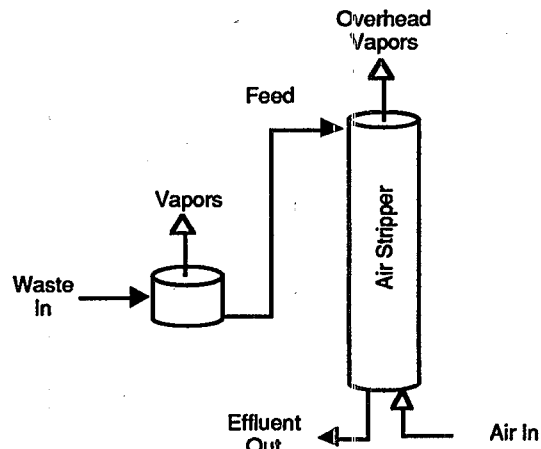 Overhead
Vapors
Feed
Vapors
Air Stripper
Waste
In
Effluent
Out
Air In